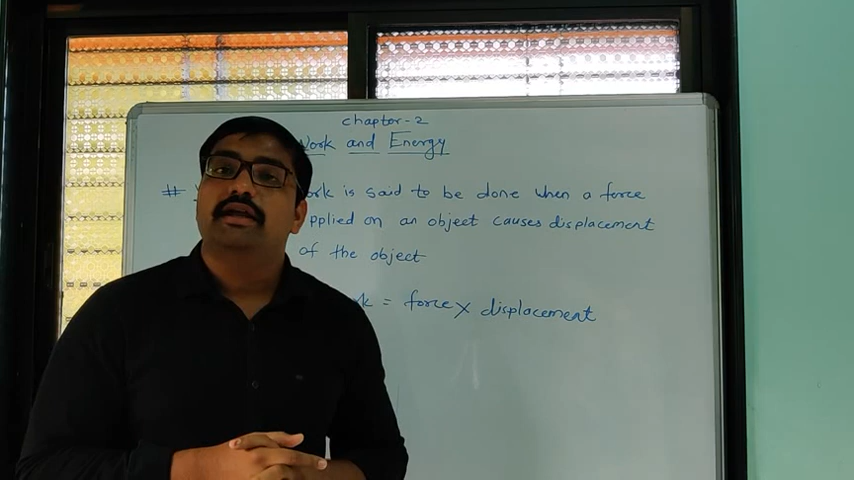 chapter-2
Work and Energy
# ork is said to be done when a force
pplied on an object causes displacement
of the object
k = force x displacement